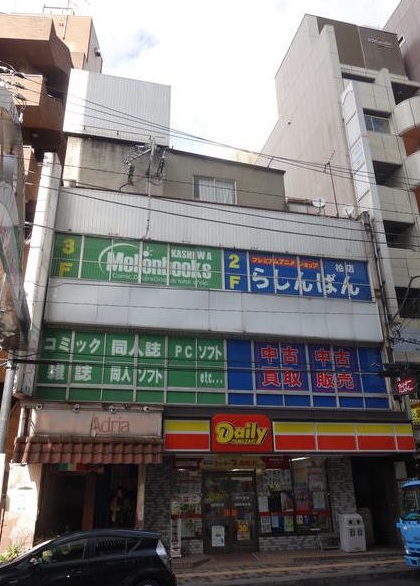 3F
Melonbooks
KASHIWA
2F
プレミアムアニメショップ
柏店
らしんばん
コミック 同人誌 PCソフト
雑誌 同人ソフト etc...
中古買取
中古販売
Adria
Daily
YAMAZAKI